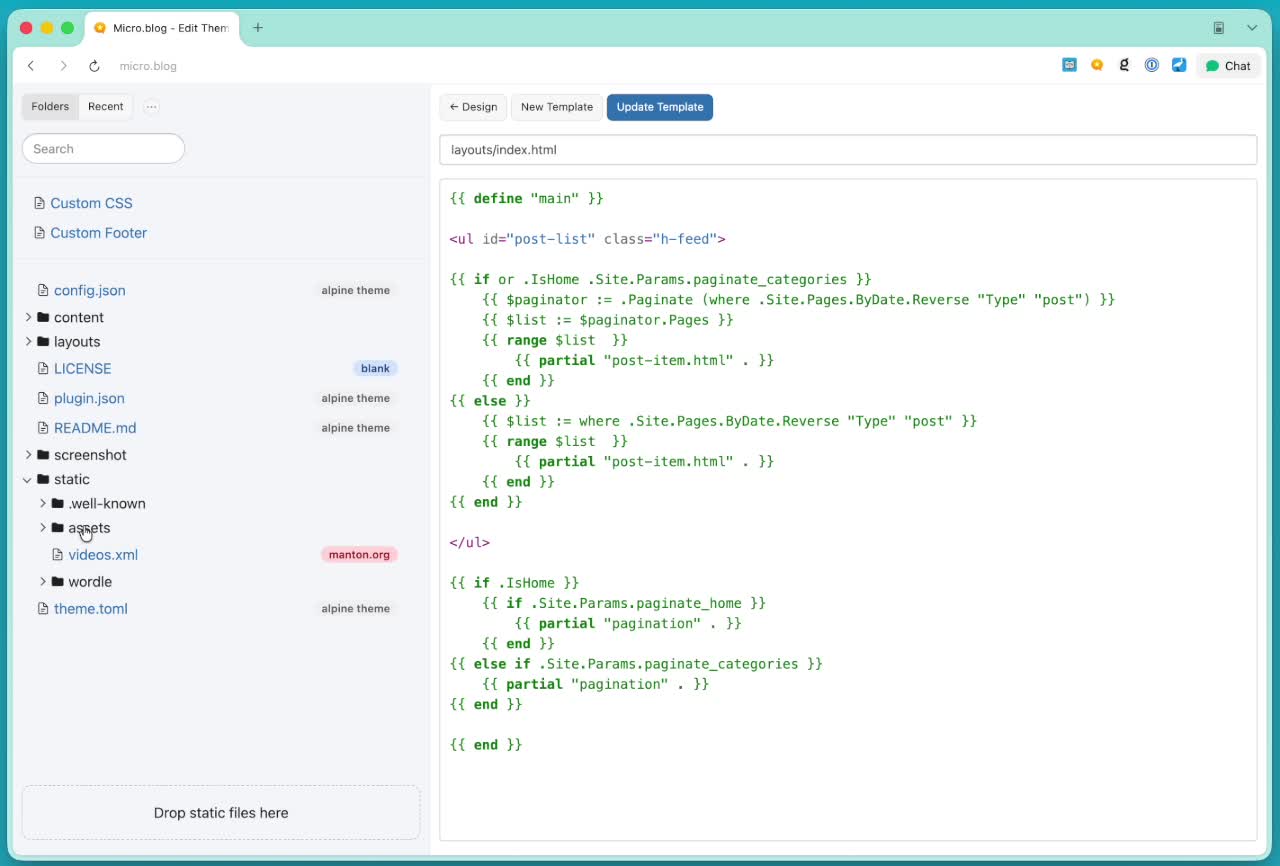 Micro.blog - Edit Them
micro.blog
Chat
Folders
Recent
Search
Custom CSS
Custom Footer
config.json alpine theme
content
layouts
LICENSE blank
plugin.json alpine theme
README.md alpine theme
screenshot
static
.well-known
assets
videos.xml manton.org
wordle
theme.toml alpine theme
Drop static files here
← Design
New Template
Update Template
layouts/index.html
{{ define "main" }}
<ul id="post-list" class="h-feed">
{{ if or .IsHome .Site.Params.paginate_categories }}
{{ $paginator := .Paginate (where .Site.Pages.ByDate.Reverse "Type" "post") }}
{{ $list := $paginator.Pages }}
{{ range $list  }}
{{ partial "post-item.html" . }}
{{ end }}
{{ else }}
{{ $list := where .Site.Pages.ByDate.Reverse "Type" "post" }}
{{ range $list  }}
{{ partial "post-item.html" . }}
{{ end }}
{{ end }}
</ul>
{{ if .IsHome }}
{{ if .Site.Params.paginate_home }}
{{ partial "pagination" . }}
{{ end }}
{{ else if .Site.Params.paginate_categories }}
{{ partial "pagination" . }}
{{ end }}
{{ end }}